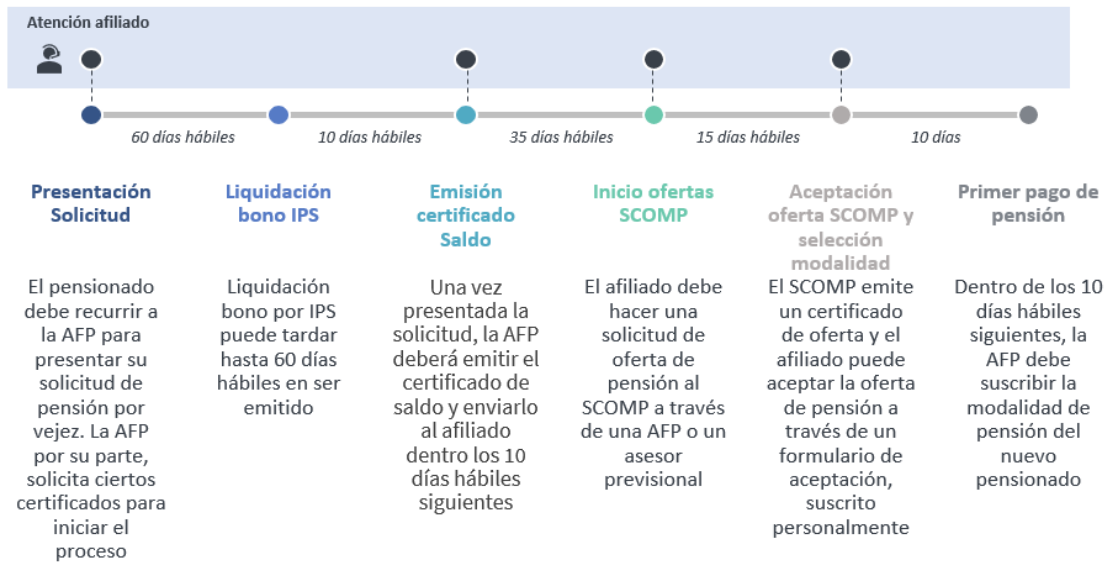 Atención afiliado
60 días hábiles
10 días hábiles
35 días hábiles
15 días hábiles
10 días
Presentación
Solicitud
El pensionado
debe recurrir a
la AFP para
presentar su
solicitud de
pensión por
vejez. La AFP
por su parte,
solicita ciertos
certificados para
iniciar el
proceso
Liquidación
bono IPS
Liquidación
bono por IPS
puede tardar
hasta 60 días
hábiles en ser
emitido
Emisión
certificado
Saldo
Una vez
presentada la
solicitud, la AFP
deberá emitir el
certificado de
saldo y enviarlo
al afiliado
dentro los 10
días hábiles
siguientes
Inicio ofertas
SCOMP
El afiliado debe
hacer una
solicitud de
oferta de
pensión al
SCOMP a través
de una AFP o un
asesor
previsional
Aceptación
oferta SCOMP y
selección
modalidad
El SCOMP emite
un certificado
de oferta y el
afiliado puede
aceptar la oferta
de pensión a
través de un
formulario de
aceptación,
suscrito
personalmente
Primer pago de
pensión
Dentro de los 10
días hábiles
siguientes, la
AFP debe
suscribir la
modalidad de
pensión del
nuevo
pensionado